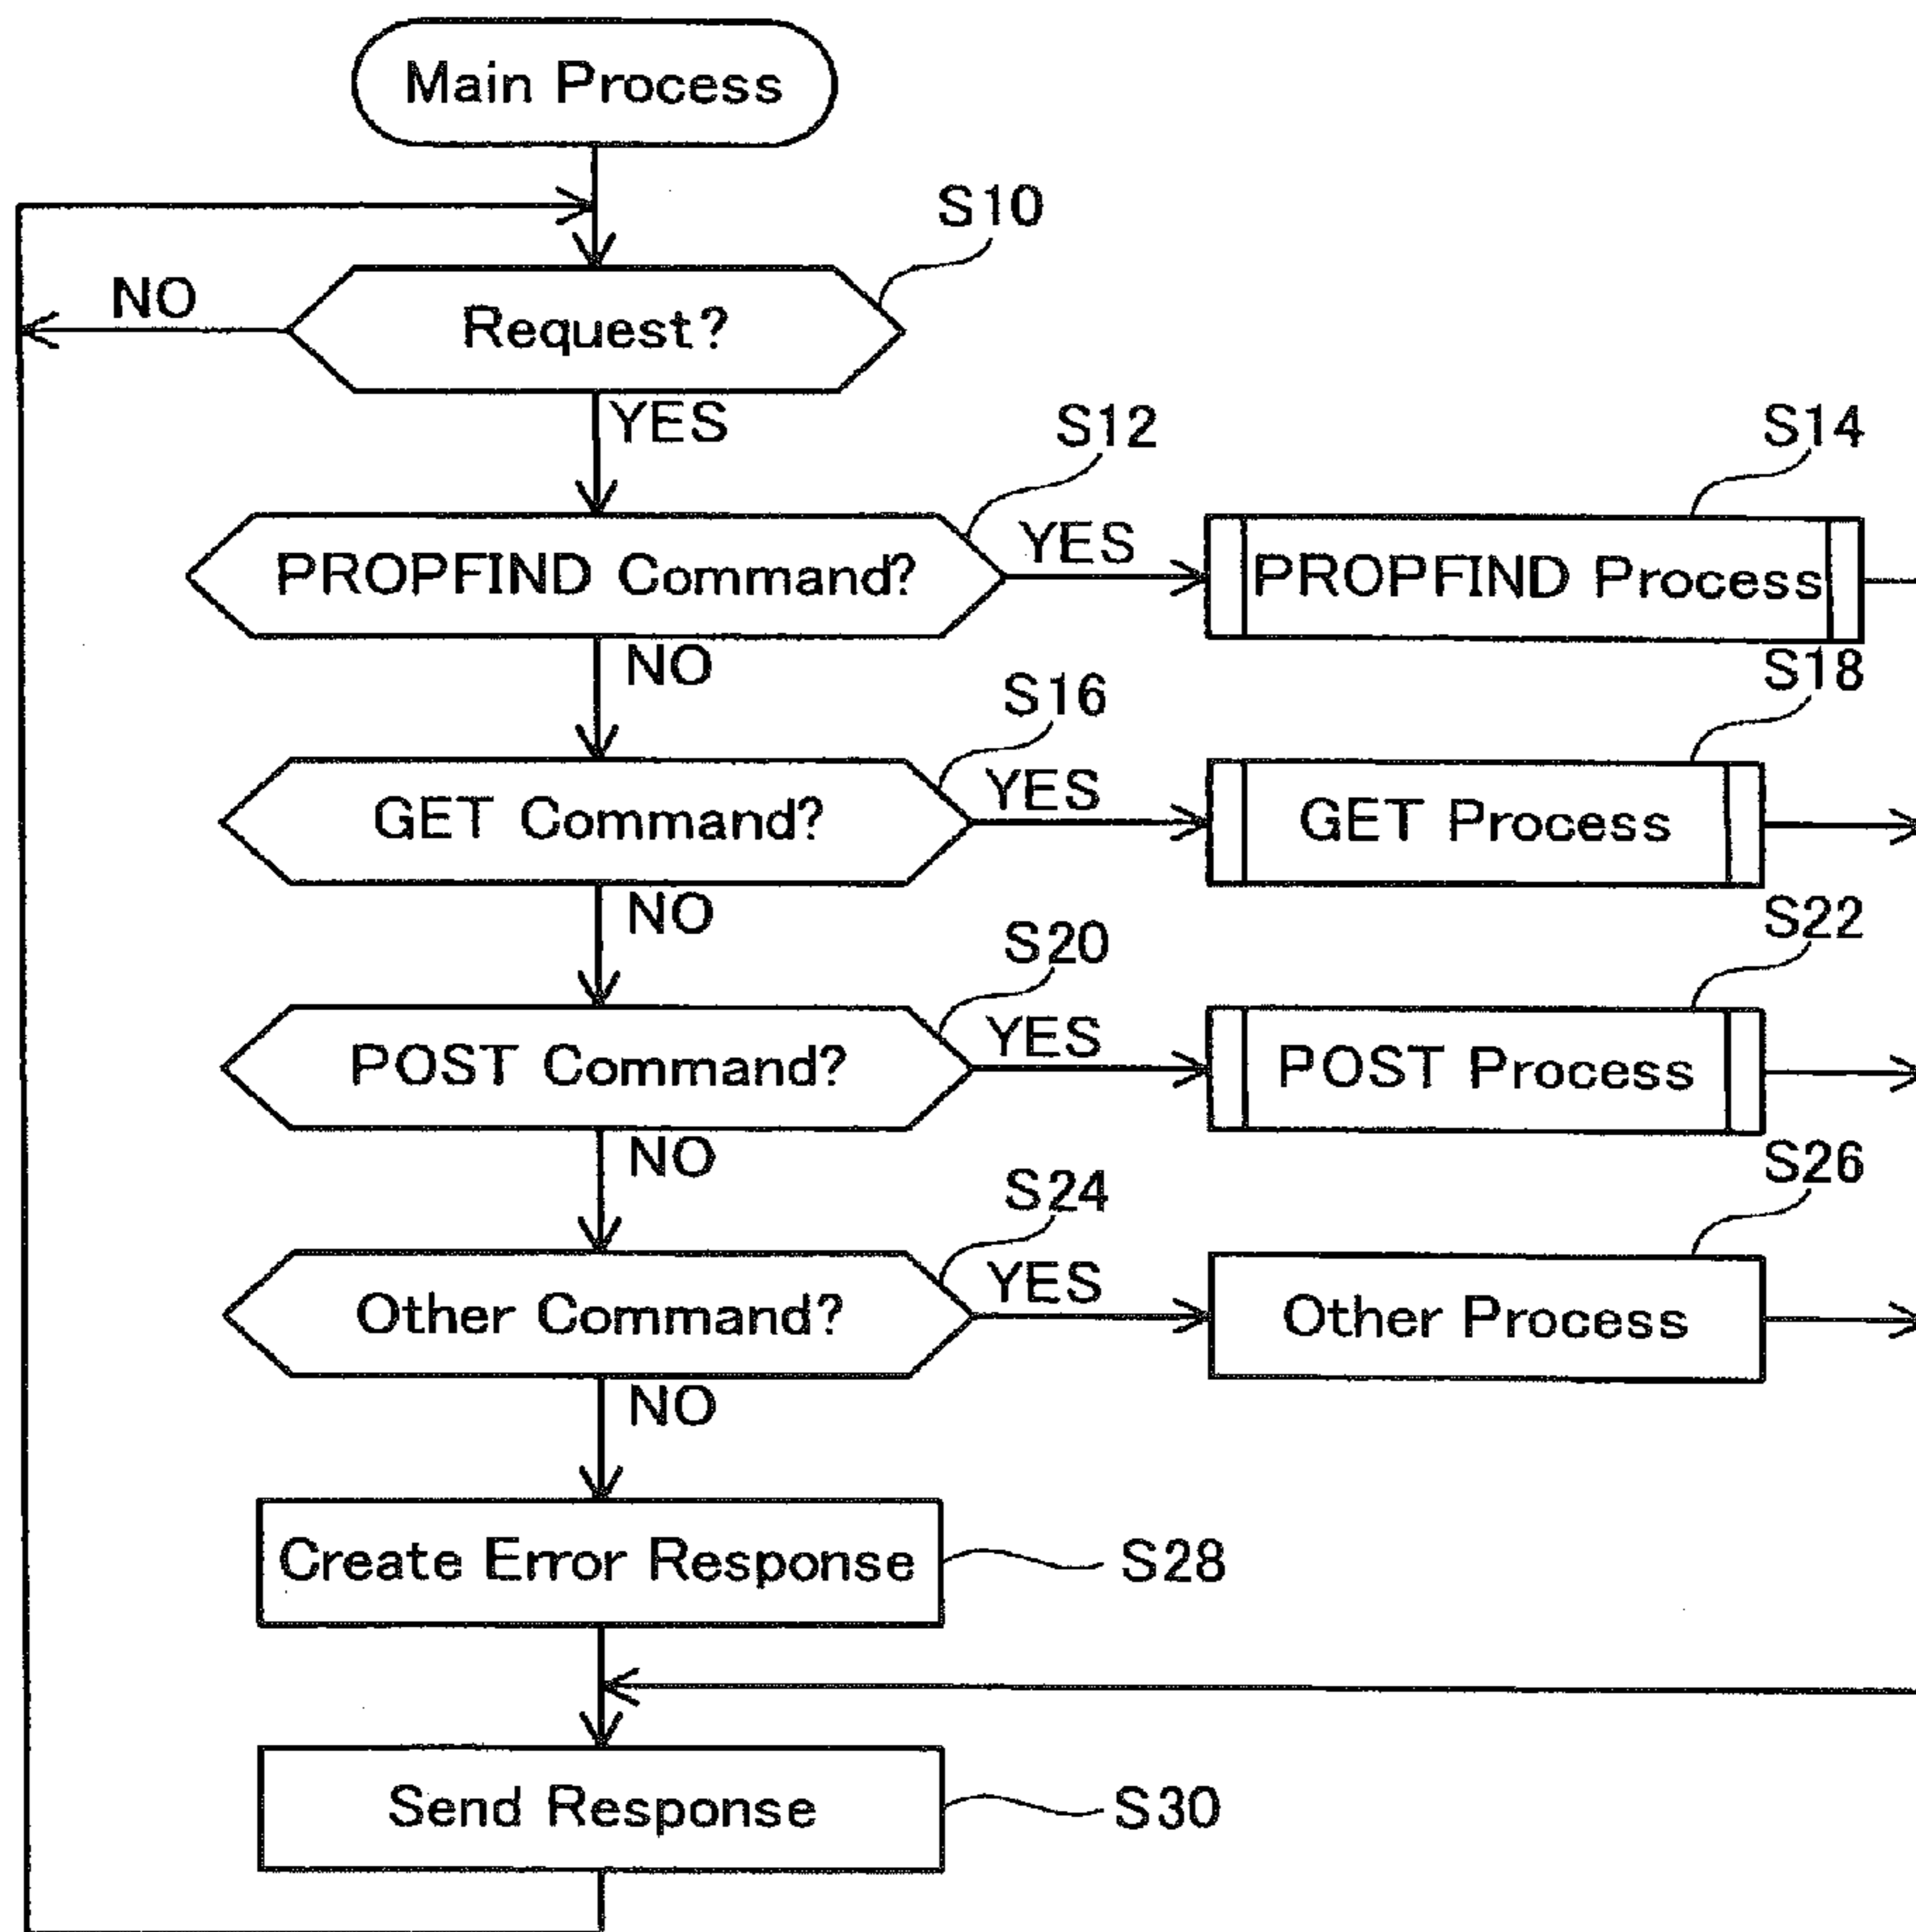 Main Process
S10
NO
Request?
YES
S12
S14
PROPFIND Command?
YES
PROPFIND Process
NO
S16
S18
GET Command?
YES
GET Process
NO
S20
S22
POST Command?
YES
POST Process
NO
S24
S26
Other Command?
YES
Other Process
NO
Create Error Response
S28
Send Response
S30